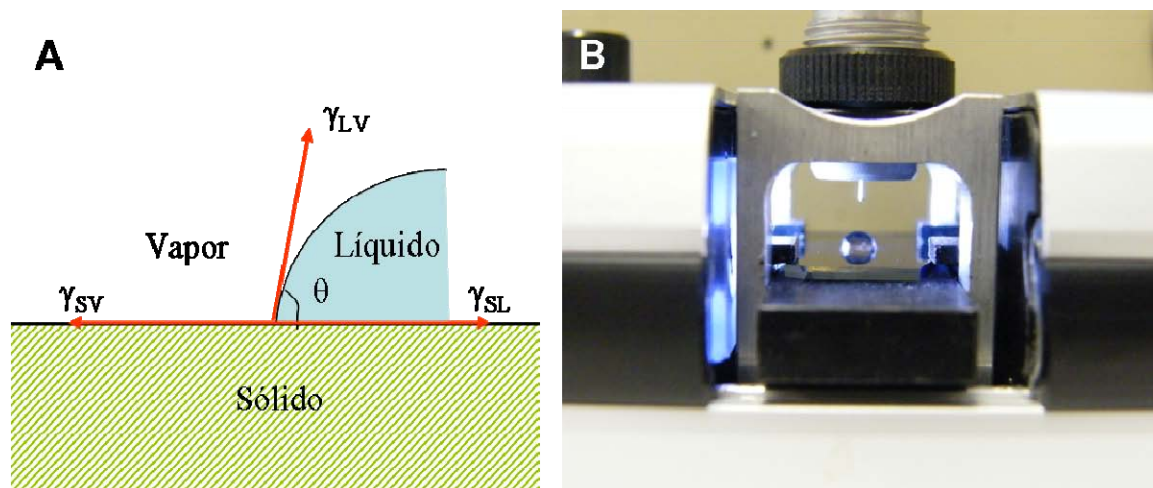 A
B
γLV
Vapor
Líquido
θ
γSV
γSL
Sólido